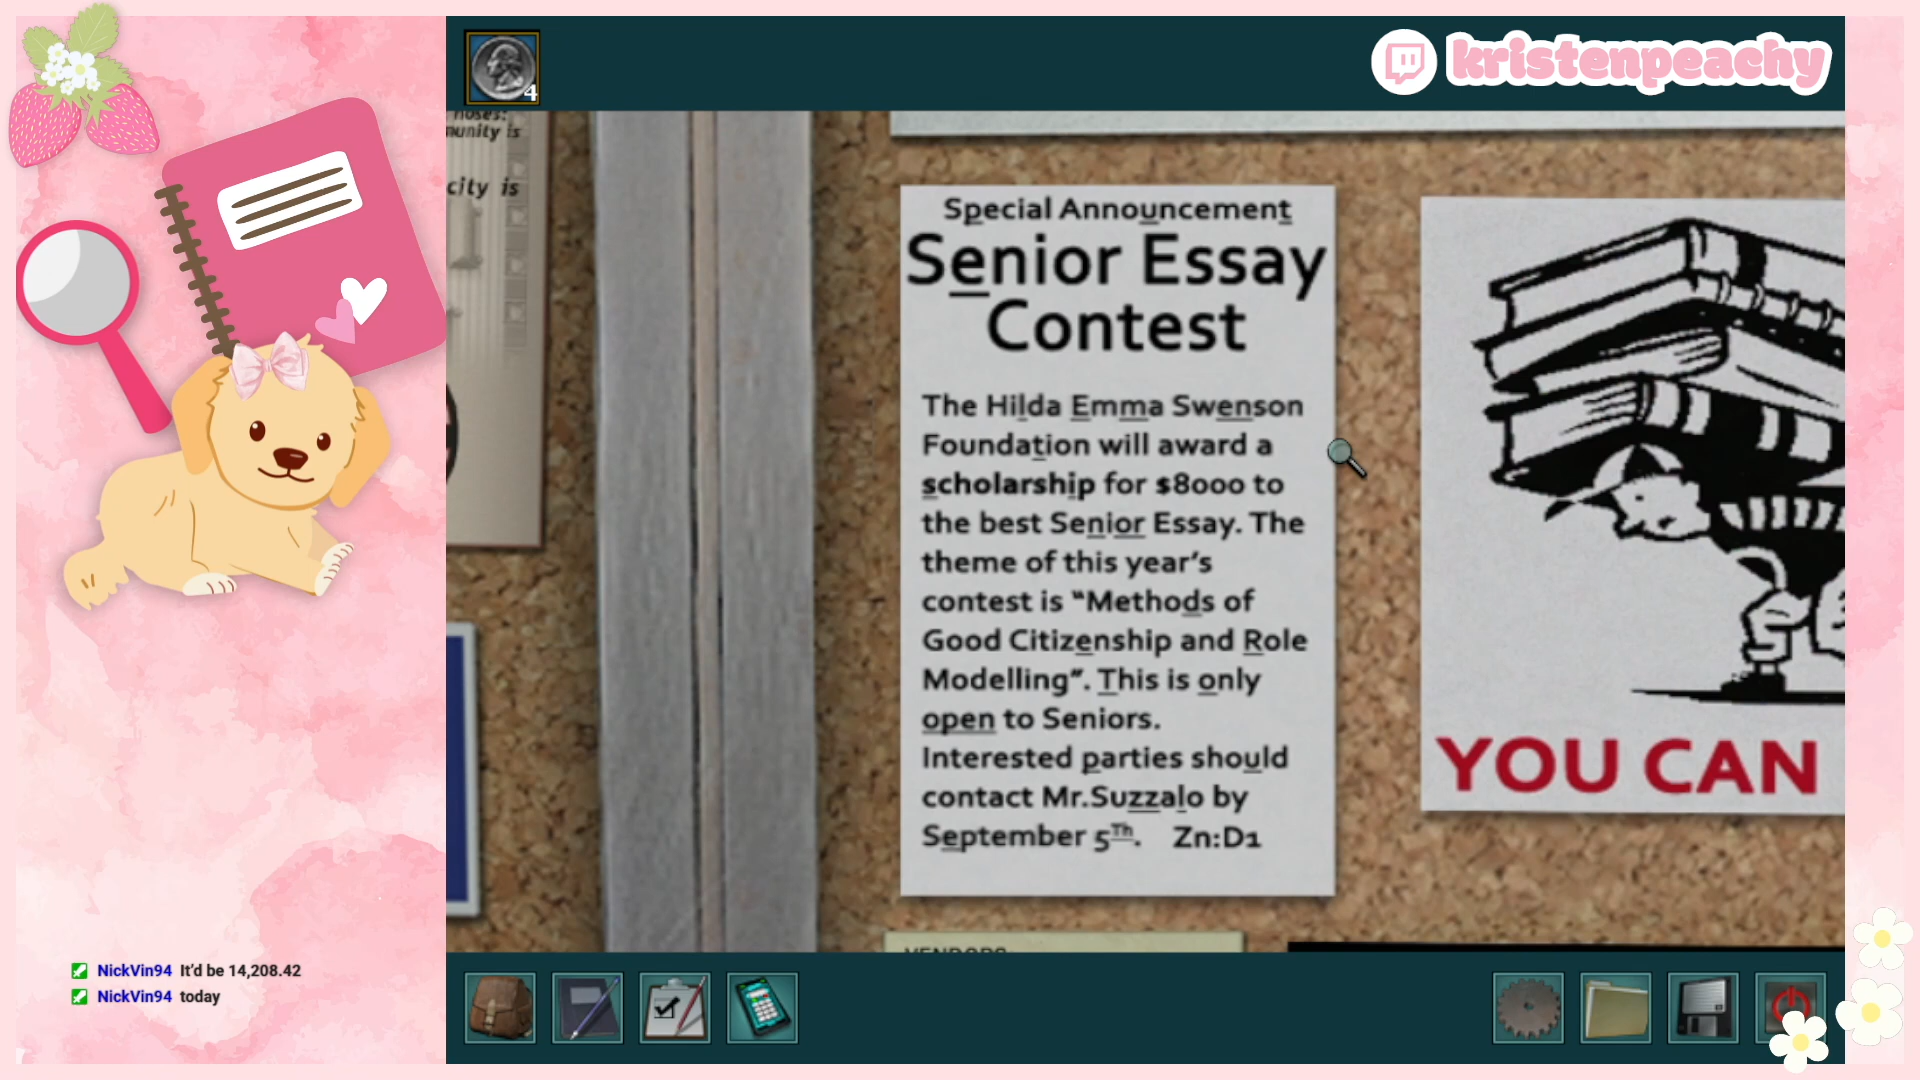 kristenpeachy
4
noses:
munity is
city is
Special Announcement
Senior Essay
Contest
The Hilda Emma Swenson
Foundation will award a
scholarship for $8000 to
the best Senior Essay. The
theme of this year's
contest is "Methods of
Good Citizenship and Role
Modelling". This is only
open to Seniors.
Interested parties should
contact Mr.Suzzalo by
September 5Th. Zn:D1
YOU CAN
NickVin94 It'd be 14,208.42
NickVin94 today